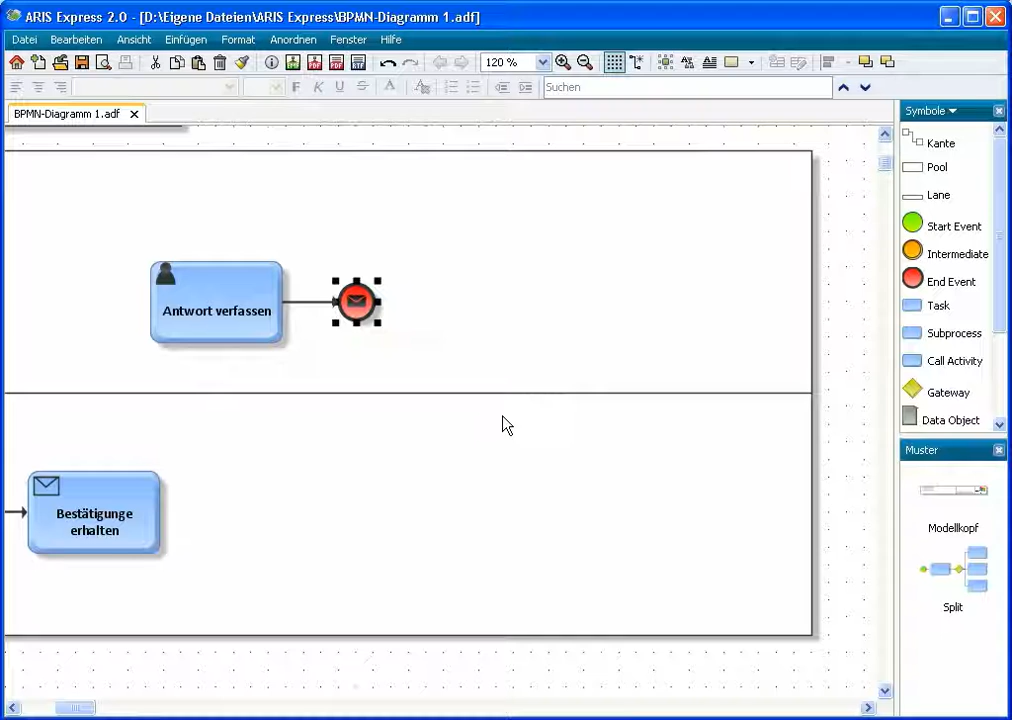 ARIS Express 2.0 - [D:\Eigene Dateien\ARIS Express\BPMN-Diagramm 1.adf]
Datei Bearbeiten Ansicht Einfügen Format Anordnen Fenster Hilfe
120 %
F K U S A
Suchen
BPMN-Diagramm 1.adf
Symbole
Kante
Pool
Lane
Start Event
Intermediate
End Event
Task
Subprocess
Call Activity
Gateway
Data Object
Antwort verfassen
Bestätigunge
erhalten
Muster
Modellkopf
Split